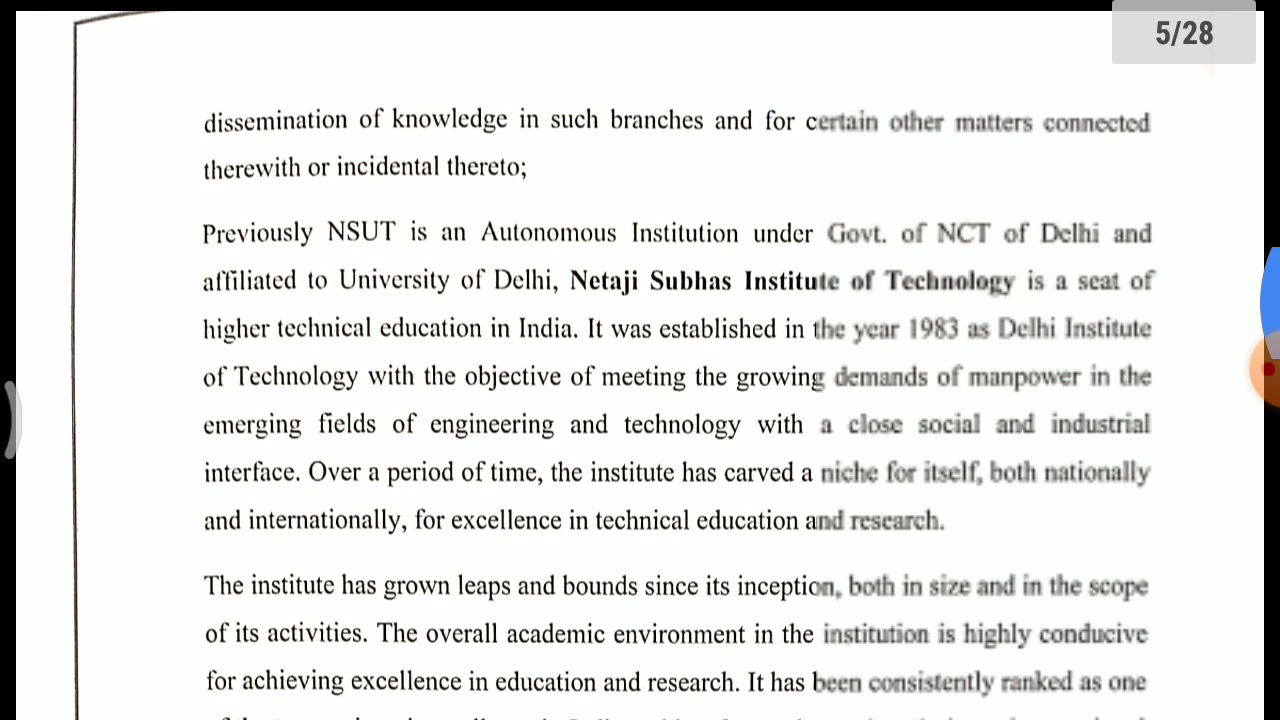 5/28
dissemination of knowledge in such branches and for certain other matters connected
therewith or incidental thereto;
Previously NSUT is an Autonomous Institution under Govt. of NCT of Delhi and
affiliated to University of Delhi, Netaji Subhas Institute of Technology is a seat of
higher technical education in India. It was established in the year 1983 as Delhi Institute
of Technology with the objective of meeting the growing demands of manpower in the
emerging fields of engineering and technology with a close social and industrial
interface. Over a period of time, the institute has carved a niche for itself, both nationally
and internationally, for excellence in technical education and research.
The institute has grown leaps and bounds since its inception, both in size and in the scope
of its activities. The overall academic environment in the institution is highly conducive
for achieving excellence in education and research. It has been consistently ranked as one